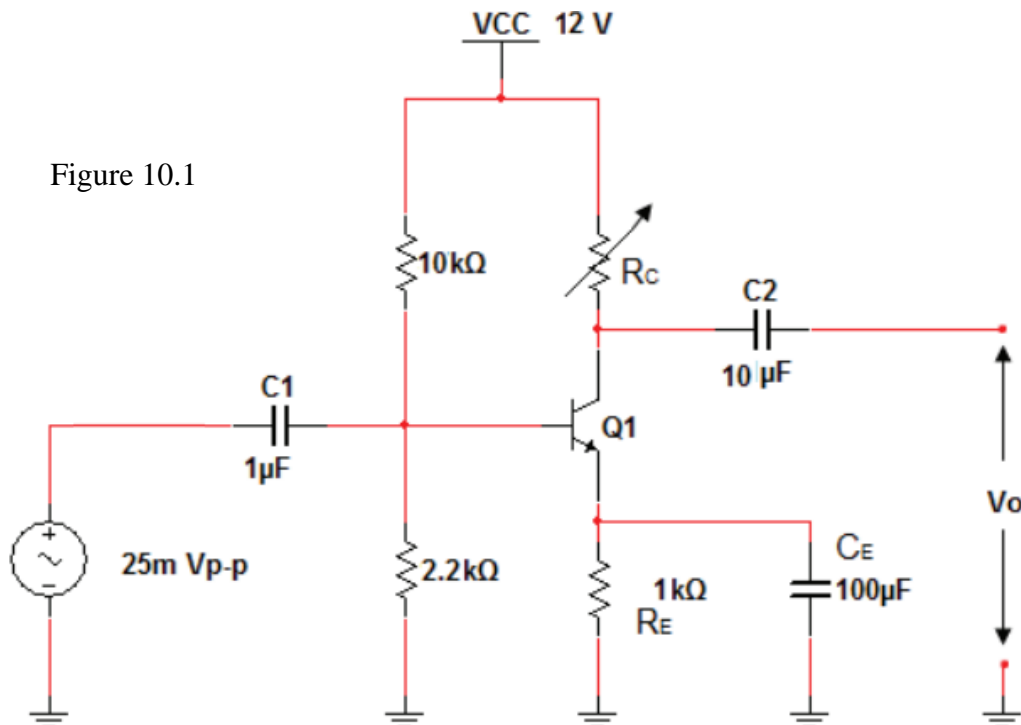 VCC 12 V
Figure 10.1
10kΩ
RC
C2
10 µF
C1
1µF
Q1
Vo
25m Vp-p
2.2kΩ
1kΩ
RE
CE
100µF